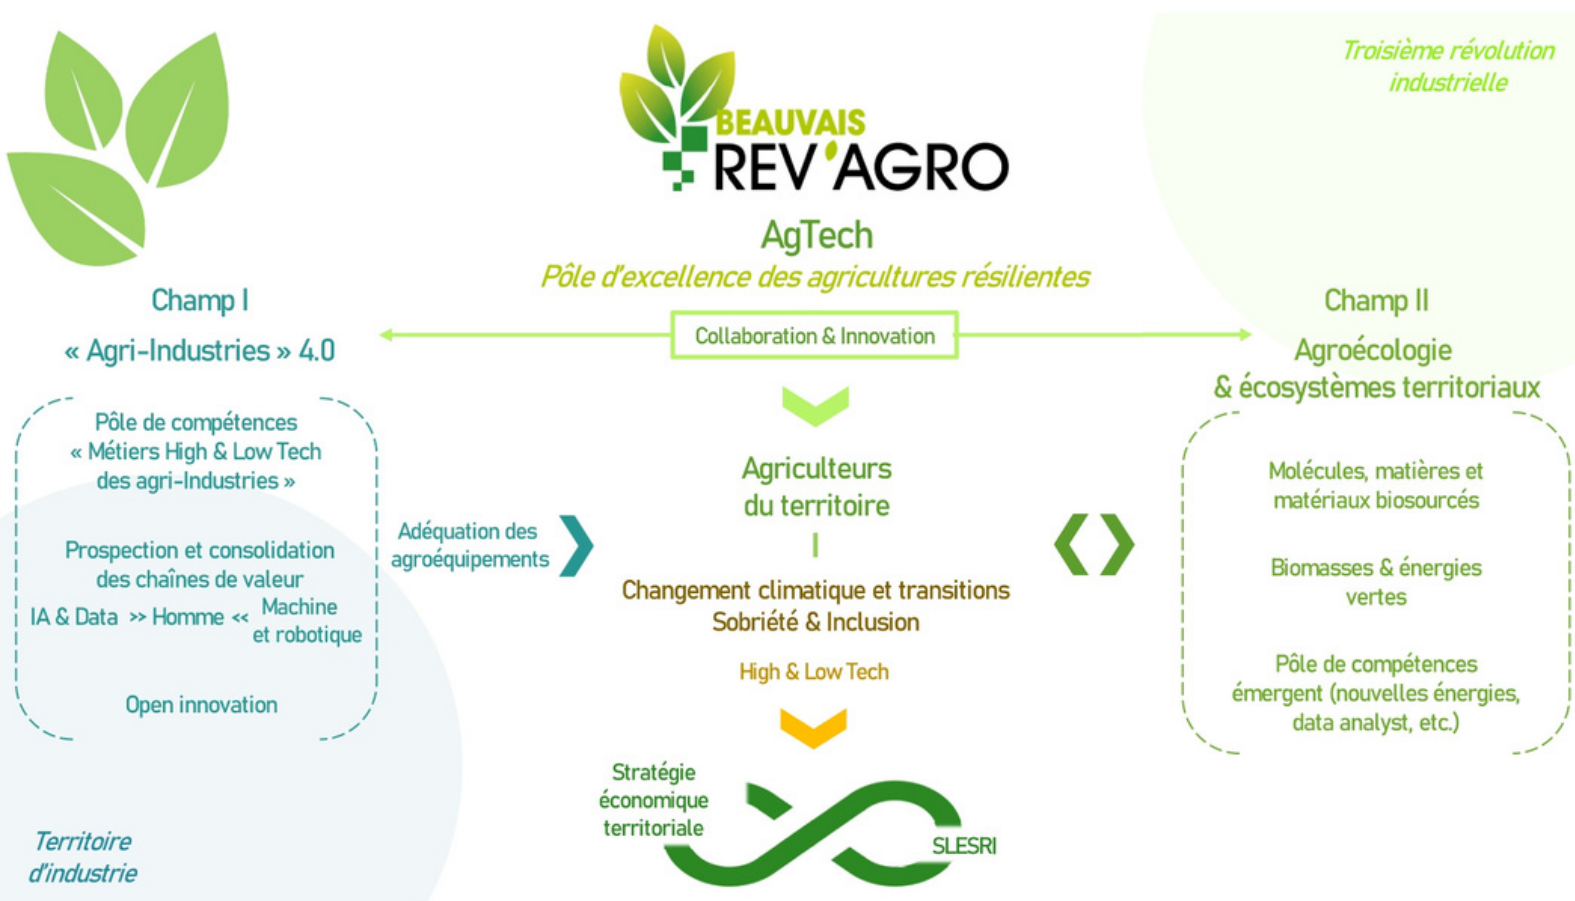 Troisième révolution
industrielle
BEAUVAIS
REV'AGRO
AgTech
Pôle d'excellence des agricultures résilientes
Collaboration & Innovation
Champ I
« Agri-Industries » 4.0
Pôle de compétences
« Métiers High & Low Tech
des agri-Industries »
Prospection et consolidation
des chaînes de valeur
IA & Data >> Homme << Machine
et robotique
Open innovation
Territoire
d'industrie
Adéquation des
agroéquipements
Agriculteurs
du territoire
Changement climatique et transitions
Sobriété & Inclusion
High & Low Tech
Stratégie
économique
territoriale
SLESRI
Champ II
Agroécologie
& écosystèmes territoriaux
Molécules, matières et
matériaux biosourcés
Biomasses & énergies
vertes
Pôle de compétences
émergent (nouvelles énergies,
data analyst, etc.)